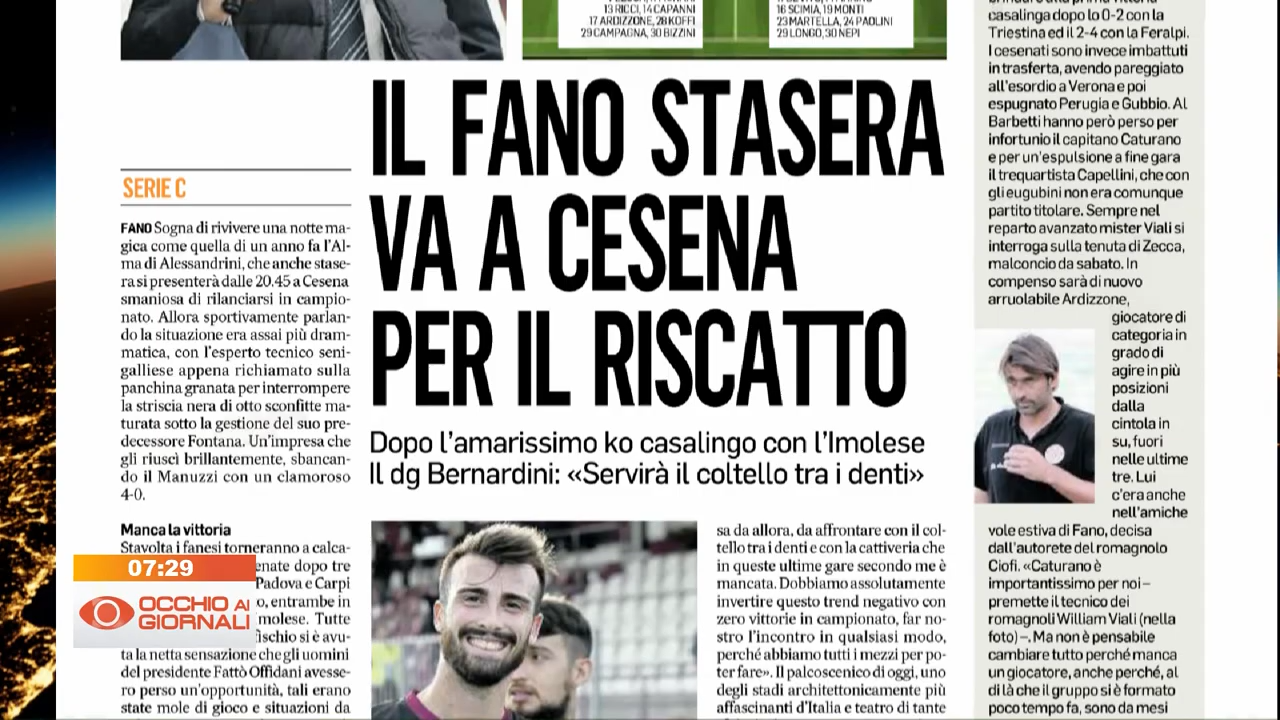 13 RICCI, 14 CAPANNI
17 ARDIZZONE, 28 KOFFI
29 CAMPAGNA, 30 BIZZINI
16 SCIMIA, 19 MONTI
23 MARTELLA, 24 PAOLINI
29 LONGO, 30 NEPI
IL FANO STASERA
VA A CESENA
PER IL RISCATTO
Dopo l'amarissimo ko casalingo con l'Imolese
Il dg Bernardini: «Servirà il coltello tra i denti»
SERIE C
FANO Sogna di rivivere una notte ma-
gica come quella di un anno fa l'Al-
ma di Alessandrini, che anche stase-
ra si presenterà dalle 20.45 a Cesena
smaniosa di rilanciarsi in campio-
nato. Allora sportivamente parlan-
do la situazione era assai più dram-
matica, con l'esperto tecnico seni-
galliese appena richiamato sulla
panchina granata per interrompere
la striscia nera di otto sconfitte ma-
turata sotto la gestione del suo pre-
decessore Fontana. Un'impresa che
gli riuscì brillantemente, sbancan-
do il Manuzzi con un clamoroso
4-0.
Manca la vittoria
Stavolta i fanesi torneranno a calca-
enate dopo tre
Padova e Carpi
o, entrambe in
Imolese. Tutte
fischio si è avu-
ta la netta sensazione che gli uomini
del presidente Fattò Offidani avesse-
ro perso un'opportunità, tali erano
state mole di gioco e situazioni da
sa da allora, da affrontare con il col-
tello tra i denti e con la cattiveria che
in queste ultime gare secondo me è
mancata. Dobbiamo assolutamente
invertire questo trend negativo con
zero vittorie in campionato, far no-
stro l'incontro in qualsiasi modo,
perché abbiamo tutti i mezzi per po-
ter fare». Il palcoscenico di oggi, uno
degli stadi architettonicamente più
affascinanti d'Italia e teatro di tante
casalinga dopo lo 0-2 con la
Triestina ed il 2-4 con la Feralpi.
I cesenati sono invece imbattuti
in trasferta, avendo pareggiato
all'esordio a Verona e poi
espugnato Perugia e Gubbio. Al
Barbetti hanno però perso per
infortunio il capitano Caturano
e per un'espulsione a fine gara
il trequartista Capellini, che con
gli eugubini non era comunque
partito titolare. Sempre nel
reparto avanzato mister Viali si
interroga sulla tenuta di Zecca,
malconcio da sabato. In
compenso sarà di nuovo
arruolabile Ardizzone,
giocatore di
categoria in
grado di
agire in più
posizioni
dalla
cintola in
su, fuori
nelle ultime
tre. Lui
c'era anche
nell'amiche
vole estiva di Fano, decisa
dall'autorete del romagnolo
Ciofi. «Caturano è
importantissimo per noi –
premette il tecnico dei
romagnoli William Viali (nella
foto) –. Ma non è pensabile
cambiare tutto perché manca
un giocatore, anche perché, al
di là che il gruppo si è formato
poco tempo fa, sono da mesi
07:29
OCCHIO AI
GIORNALI